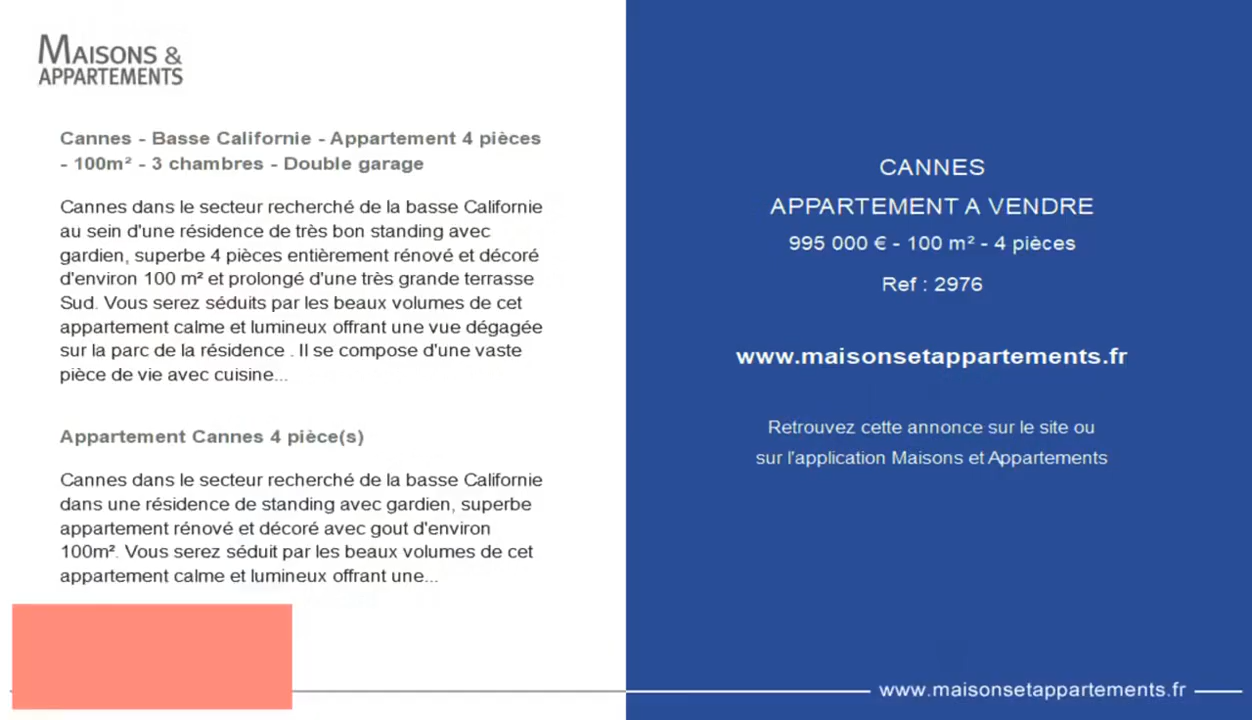 MAISONS &
APPARTEMENTS
Cannes - Basse Californie - Appartement 4 pièces
- 100m² - 3 chambres - Double garage
Cannes dans le secteur recherché de la basse Californie
au sein d'une résidence de très bon standing avec
gardien, superbe 4 pièces entièrement rénové et décoré
d'environ 100 m² et prolongé d'une très grande terrasse
Sud. Vous serez séduits par les beaux volumes de cet
appartement calme et lumineux offrant une vue dégagée
sur la parc de la résidence . Il se compose d'une vaste
pièce de vie avec cuisine...
Appartement Cannes 4 pièce(s)
Cannes dans le secteur recherché de la basse Californie
dans une résidence de standing avec gardien, superbe
appartement rénové et décoré avec gout d'environ
100m². Vous serez séduit par les beaux volumes de cet
appartement calme et lumineux offrant une...
CANNES
APPARTEMENT A VENDRE
995 000 € - 100 m² - 4 pièces
Ref : 2976
www.maisonsetappartements.fr
Retrouvez cette annonce sur le site ou
sur l'application Maisons et Appartements
www.maisonsetappartements.fr